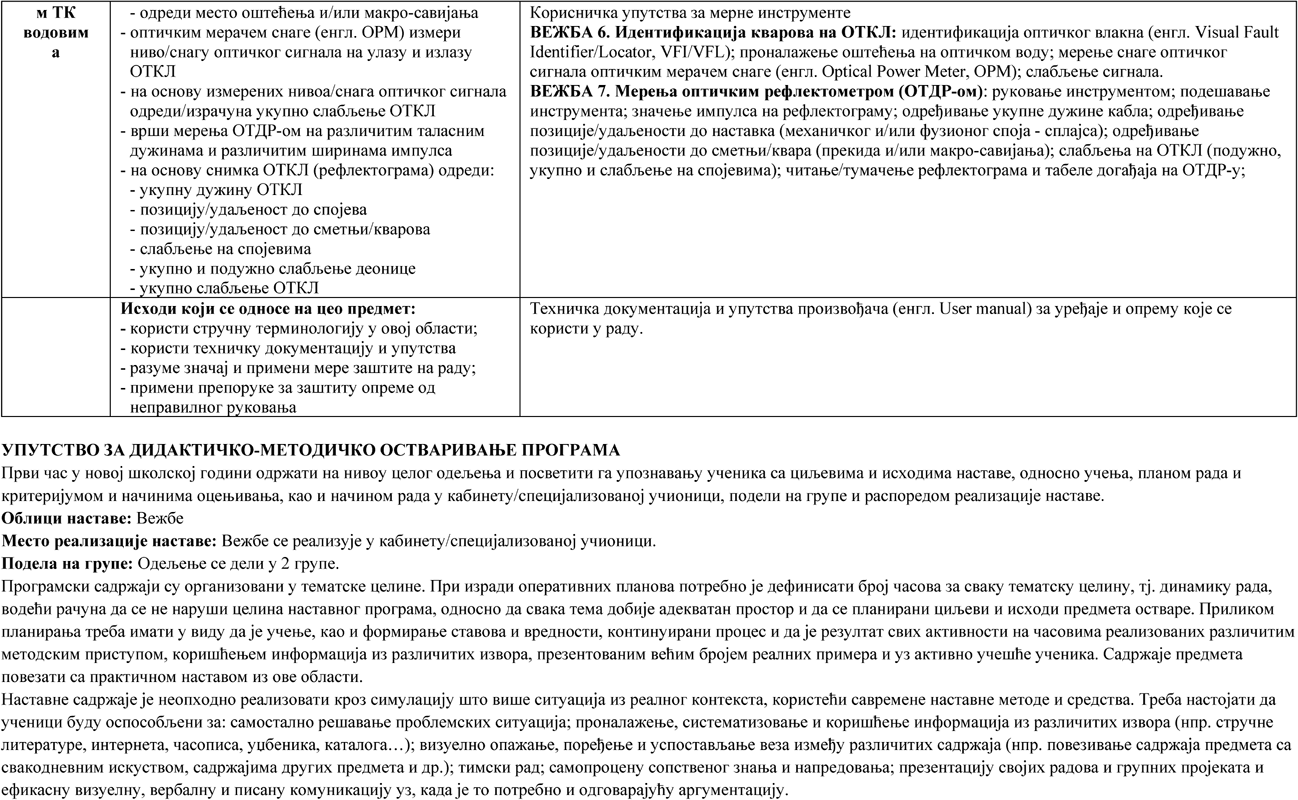 м ТК
водовим
а
- одреди место оштећења и/или макро-савијања
- оптичким мерачем снаге (енгл. OPM) измери
ниво/снагу оптичког сигнала на улазу и излазу
ОТКЛ
- на основу измерених нивоа/снага оптичког сигнала
одреди/израчуна укупно слабљење ОТКЛ
- врши мерења ОТДР-ом на различитим таласним
дужинама и различитим ширинама импулса
- на основу снимка ОТКЛ (рефлектограма) одреди:
- укупну дужину ОТКЛ
- позицију/удаљеност до спојева
- позицију/удаљеност до сметњи/кварова
- слабљење на спојевима
- укупно и подужно слабљење деонице
- укупно слабљење ОТКЛ
Корисничка упутства за мерне инструменте
ВЕЖБА 6. Идентификација кварова на ОТКЛ: идентификација оптичког влакна (енгл. Visual Fault
Identifier/Locator, VFI/VFL); проналажење оштећења на оптичком воду; мерење снаге оптичког
сигнала оптичким мерачем снаге (енгл. Optical Power Meter, OPM); слабљење сигнала.
ВЕЖБА 7. Мерења оптичким рефлектометром (ОТДР-ом): руковање инструментом; подешавање
инструмента; значење импулса на рефлектограму; одређивање укупне дужине кабла; одређивање
позиције/удаљености до наставка (механичког и/или фузионог споја - сплајса); одређивање
позиције/удаљености до сметњи/квара (прекида и/или макро-савијања); слабљења на ОТКЛ (подужно,
укупно и слабљење на спојевима); читање/тумачење рефлектограма и табеле догађаја на ОТДР-у;
Исходи који се односе на цео предмет:
- користи стручну терминологију у овој области;
- користи техничку документацију и упутства
- разуме значај и примени мере заштите на раду;
- примени препоруке за заштиту опреме од
неправилног руковања
Техничка документација и упутства произвођача (енгл. User manual) за уређаје и опрему које се
користи у раду.
УПУТСТВО ЗА ДИДАКТИЧКО-МЕТОДИЧКО ОСТВАРИВАЊЕ ПРОГРАМА
Први час у новој школској години одржати на нивоу целог одељења и посветити га упознавању ученика са циљевима и исходима наставе, односно учења, планом рада и
критеријумом и начинима оцењивања, као и начином рада у кабинету/специјализованој учионици, подели на групе и распоредом реализације наставе.
Облици наставе: Вежбе
Место реализације наставе: Вежбе се реализује у кабинету/специјализованој учионици.
Подела на групе: Одељење се дели у 2 групе.
Програмски садржаји су организовани у тематске целине. При изради оперативних планова потребно је дефинисати број часова за сваку тематску целину, тј. динамику рада,
водећи рачуна да се не наруши целина наставног програма, односно да свака тема добије адекватан простор и да се планирани циљеви и исходи предмета остваре. Приликом
планирања треба имати у виду да је учење, као и формирање ставова и вредности, континуирани процес и да је резултат свих активности на часовима реализованих различитим
методским приступом, коришћењем информација из различитих извора, презентованим већим бројем реалних примера и уз активно учешће ученика. Садржаје предмета
повезати са практичном наставом из ове области.
Наставне садржаје је неопходно реализовати кроз симулацију што више ситуација из реалног контекста, користећи савремене наставне методе и средства. Треба настојати да
ученици буду оспособљени за: самостално решавање проблемских ситуација; проналажење, систематизовање и коришћење информација из различитих извора (нпр. стручне
литературе, интернета, часописа, уџбеника, каталога…); визуелно опажање, поређење и успостављање веза између различитих садржаја (нпр. повезивање садржаја предмета са
свакодневним искуством, садржајима других предмета и др.); тимски рад; самопроцену сопственог знања и напредовања; презентацију својих радова и групних пројеката и
ефикасну визуелну, вербалну и писану комуникацију уз, када је то потребно и одговарајућу аргументацију.